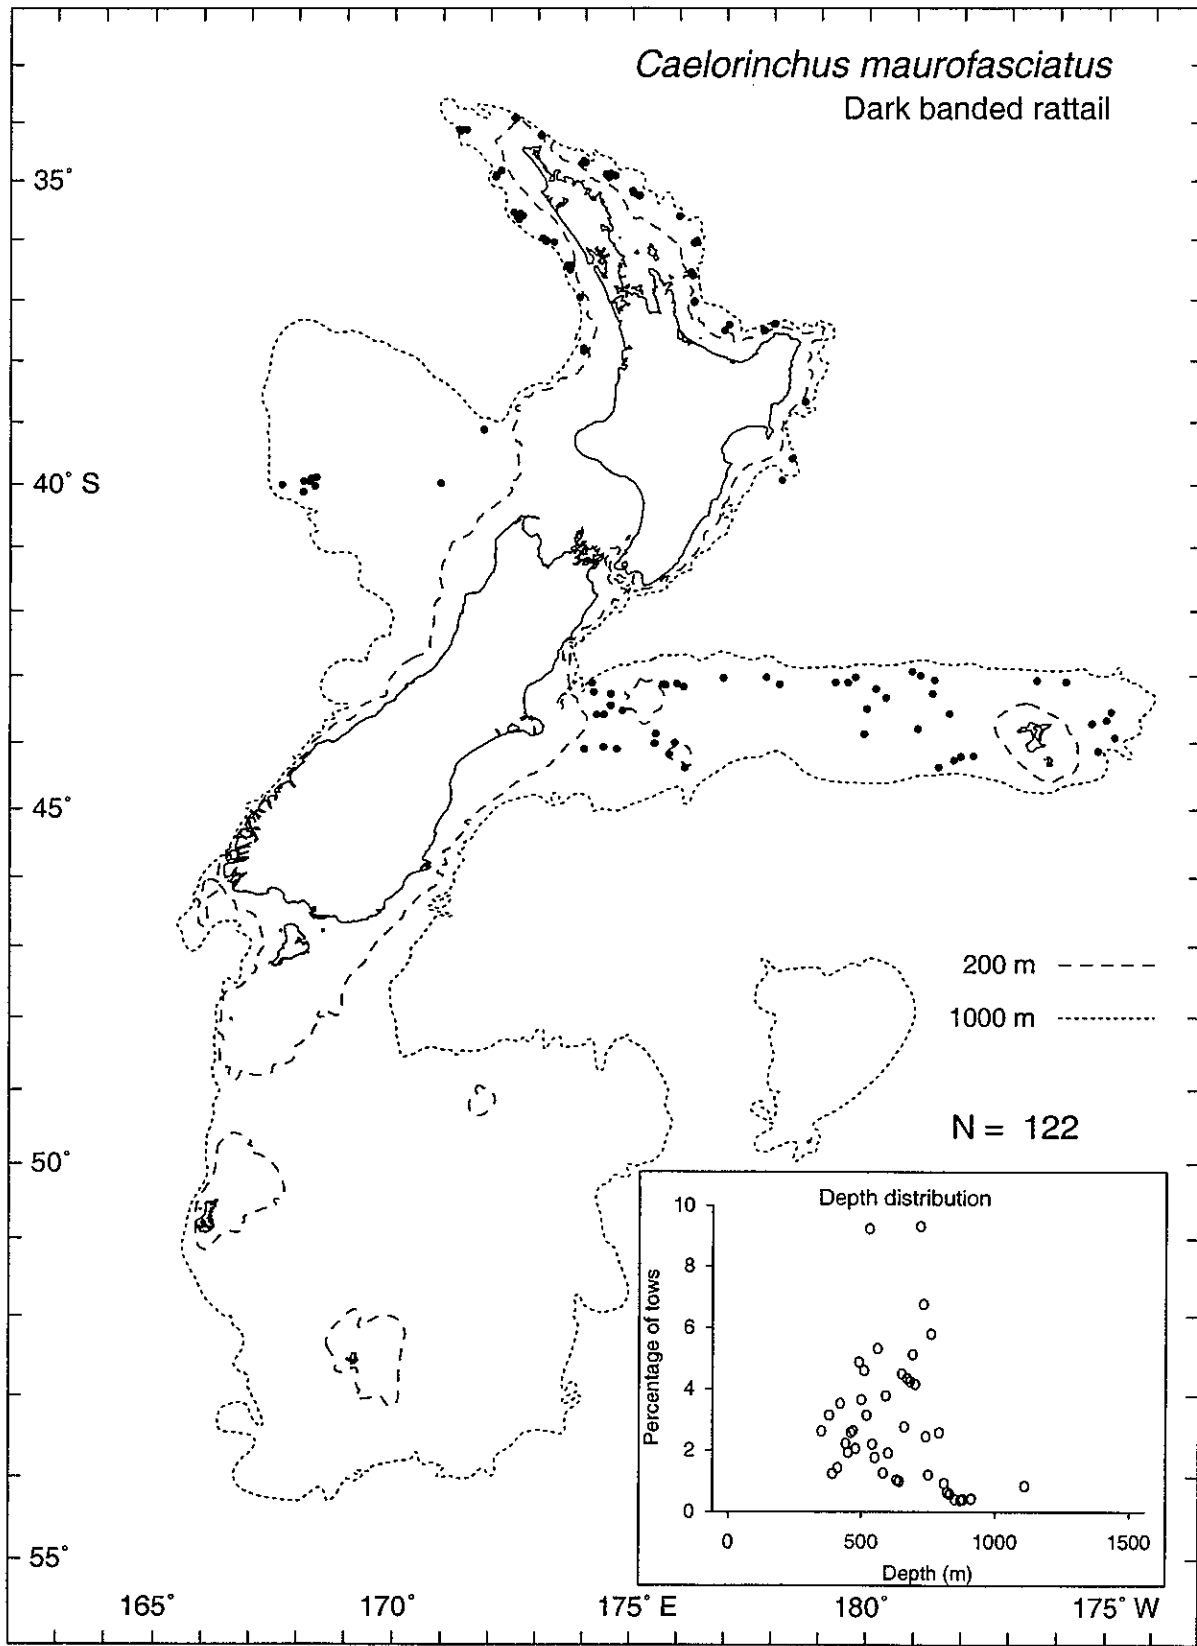 Caelorinchus maurofasciatus
Dark banded rattail
35°
40° S
45°
50°
55°
165°
170°
175° E
180°
175° W
200 m
1000 m
N = 122
Depth distribution
Percentage of tows
10
8
6
4
2
0
0
500
1000
1500
Depth (m)